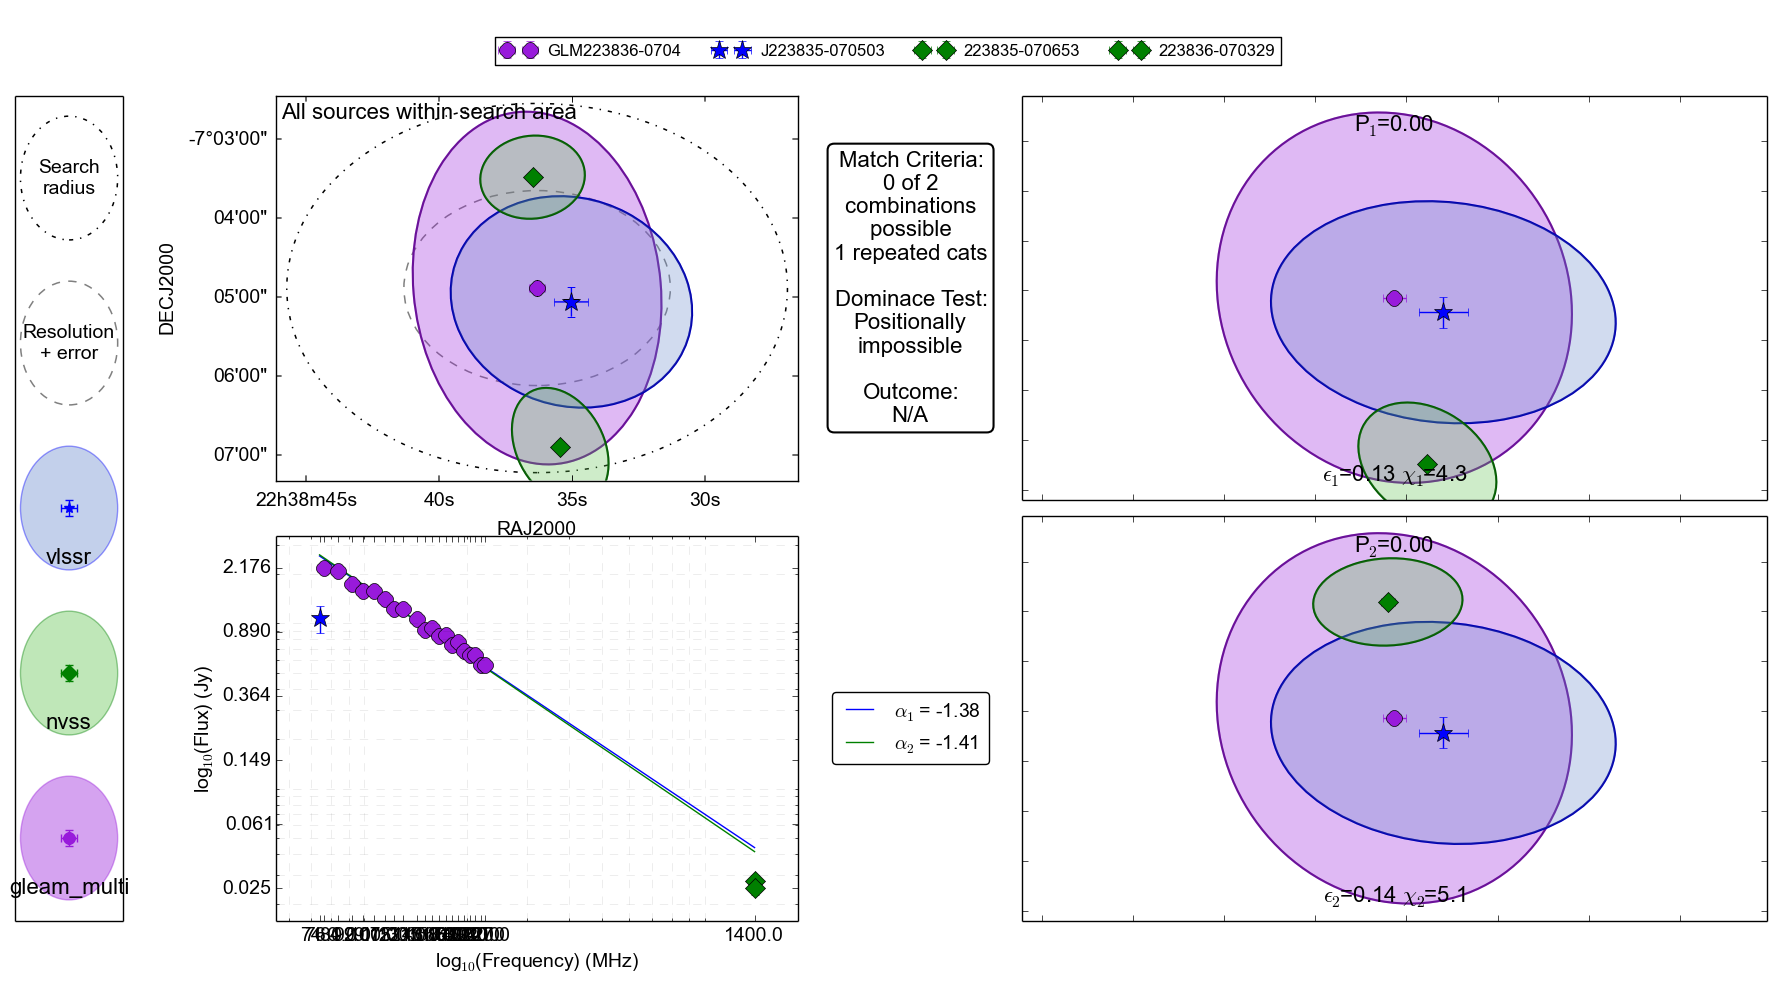 GLM223836-0704 J223835-070503 223835-070653 223836-070329
Search
radius
Resolution
+ error
vlssr
nvss
gleam_multi
All sources within search area
DECJ2000
-7°03'00"
04'00"
05'00"
06'00"
07'00"
22h38m45s 40s 35s 30s
RAJ2000
Match Criteria:
0 of 2
combinations
possible
1 repeated cats
Dominace Test:
Positionally
impossible
Outcome:
N/A
P1=0.00
ϵ1=0.13 χ1=4.3
log10(Flux) (Jy)
2.176
0.890
0.364
0.149
0.061
0.025
1400.0
log10(Frequency) (MHz)
α1 = -1.38
α2 = -1.41
P2=0.00
ϵ2=0.14 χ2=5.1